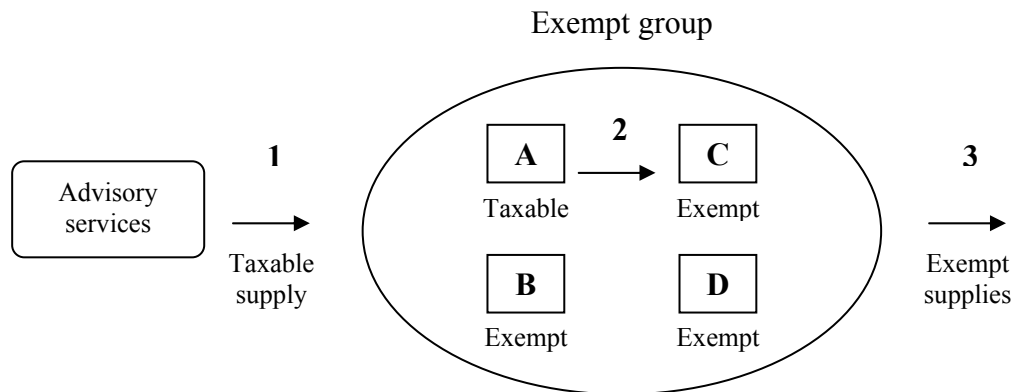 Exempt group
1
Advisory
services
Taxable
supply
A
Taxable
2
C
Exempt
B
Exempt
D
Exempt
3
Exempt
supplies